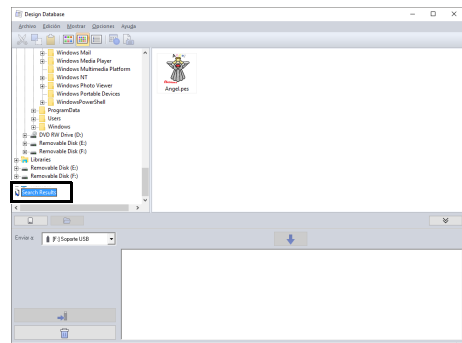 Design Database
Archivo Edición Mostrar Opciones Ayuda
Windows Mail
Windows Media Player
Windows Multimedia Platform
Windows NT
Windows Photo Viewer
Windows Portable Devices
WindowsPowerShell
ProgramData
Users
Windows
DVD RW Drive (D:)
Removable Disk (E:)
Removable Disk (F:)
Libraries
Removable Disk (E:)
Removable Disk (F:)
Search Results
Angel.pes
Enviar a
[F:] Soporte USB